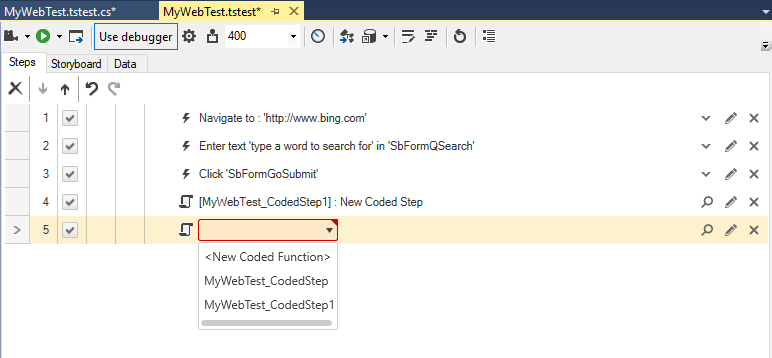 MyWebTest.tstest.cs*
MyWebTest.tstest*
Use debugger
400
Steps
Storyboard
Data
1
Navigate to : 'http://www.bing.com'
2
Enter text 'type a word to search for' in 'SbFormQSearch'
3
Click 'SbFormGoSubmit'
4
[MyWebTest_CodedStep1] : New Coded Step
5
<New Coded Function>
MyWebTest_CodedStep
MyWebTest_CodedStep1